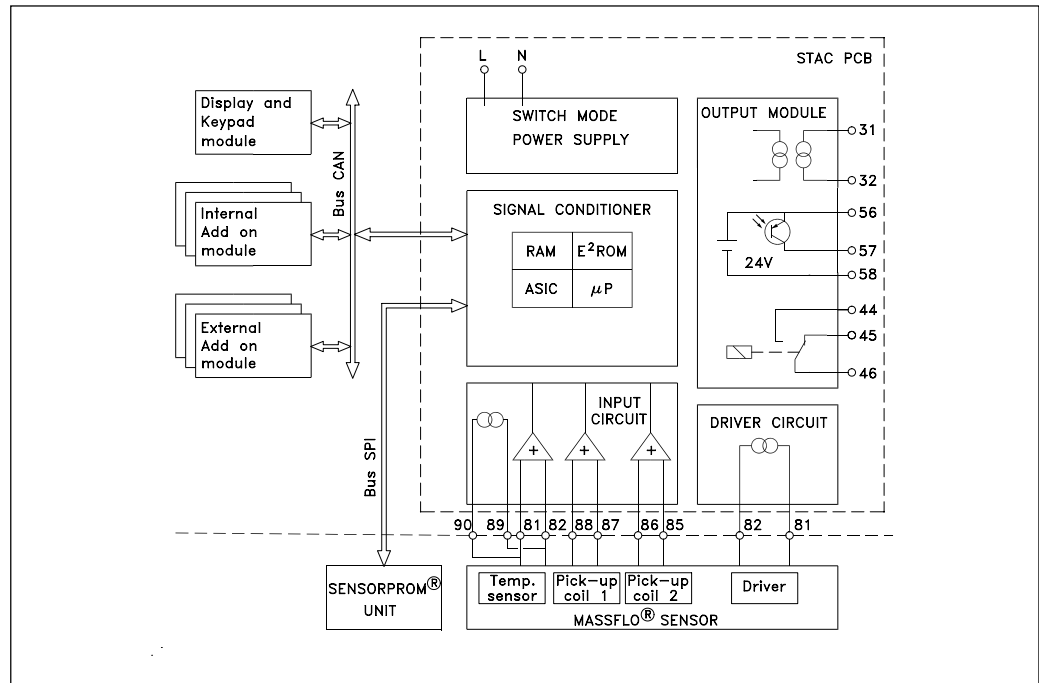 STAC PCB
L N
Display and
Keypad
module
SWITCH MODE
POWER SUPPLY
OUTPUT MODULE
31
32
Bus CAN
Internal
Add on
module
SIGNAL CONDITIONER
RAM E²ROM
ASIC μP
56
57
24V
58
External
Add on
module
44
45
46
INPUT
CIRCUIT
+ + +
DRIVER CIRCUIT
Bus SPI
90 89 81 82 88 87 86 85 82 81
SENSORPROM®
UNIT
Temp.
sensor
Pick-up
coil 1
Pick-up
coil 2
Driver
MASSFLO® SENSOR